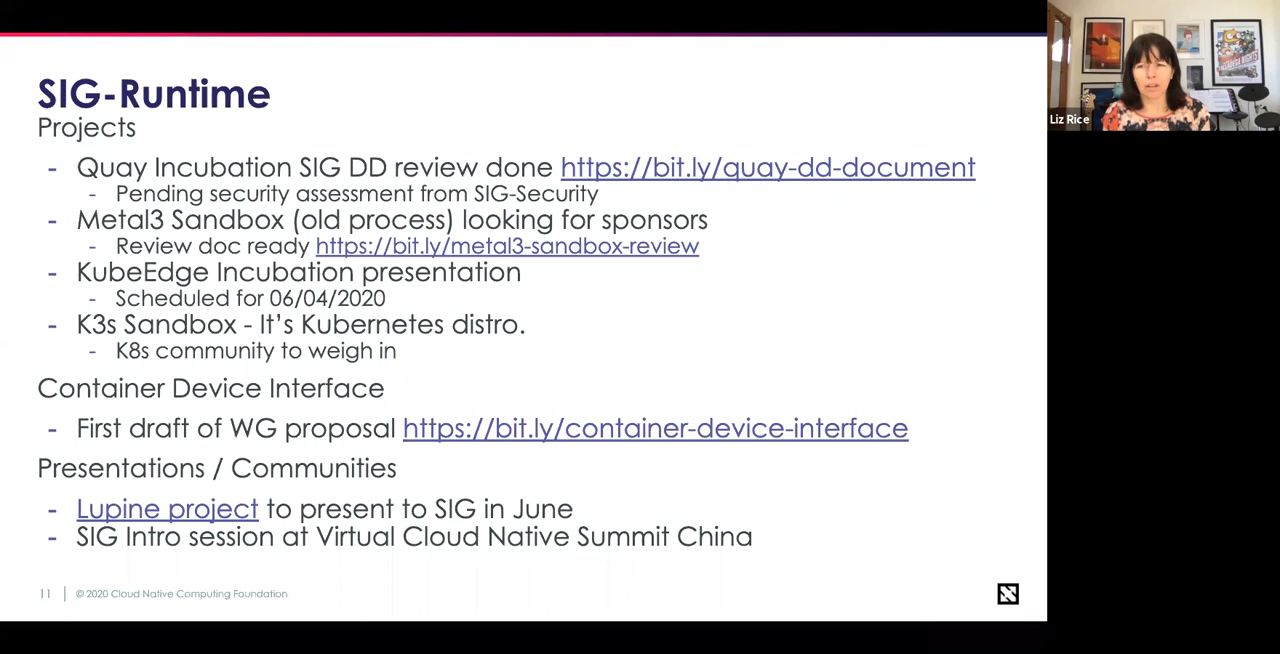 SIG-Runtime
Projects
- Quay Incubation SIG DD review done https://bit.ly/quay-dd-document
- Pending security assessment from SIG-Security
- Metal3 Sandbox (old process) looking for sponsors
- Review doc ready https://bit.ly/metal3-sandbox-review
- KubeEdge Incubation presentation
- Scheduled for 06/04/2020
- K3s Sandbox - It’s Kubernetes distro.
- K8s community to weigh in
Container Device Interface
- First draft of WG proposal https://bit.ly/container-device-interface
Presentations / Communities
- Lupine project to present to SIG in June
- SIG Intro session at Virtual Cloud Native Summit China
11 | © 2020 Cloud Native Computing Foundation
Liz Rice